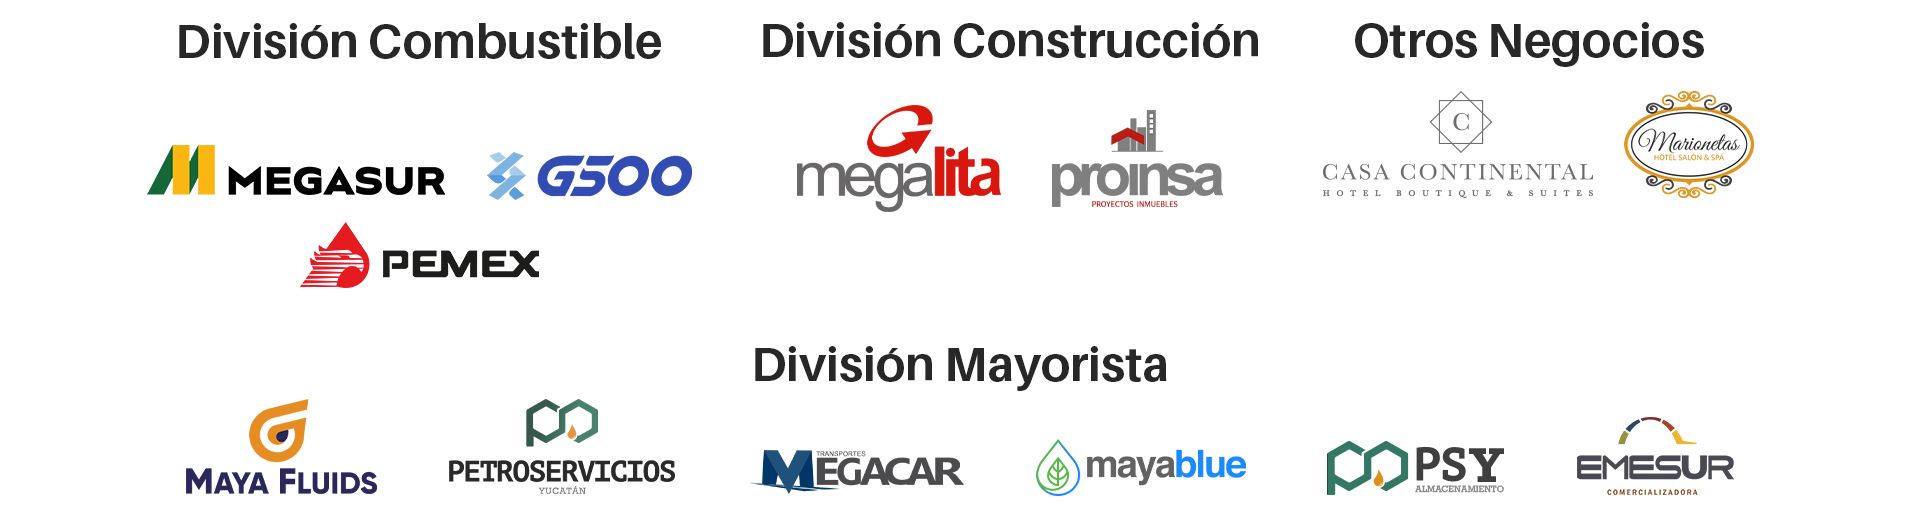 División Combustible
MEGASUR
G500
PEMEX
División Construcción
megalita
proinsa
PROYECTOS INMUEBLES
Otros Negocios
C
CASA CONTINENTAL
HOTEL BOUTIQUE & SUITES
Marionetas
HOTEL SALÓN & SPA
División Mayorista
MAYA FLUIDS
PETROSERVICIOS
YUCATÁN
TRANSPORTES
MEGACAR
mayablue
PSY
ALMACENAMIENTO
EMESUR
COMERCIALIZADORA